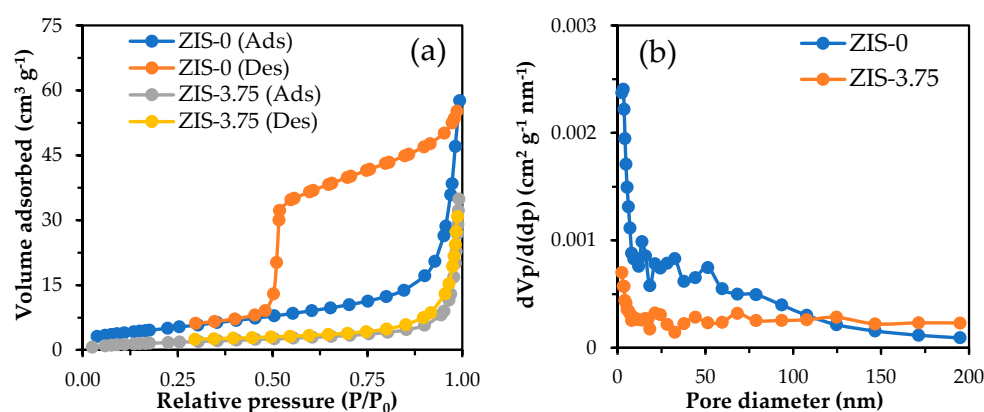 (a)
ZIS-0 (Ads)
ZIS-0 (Des)
ZIS-3.75 (Ads)
ZIS-3.75 (Des)
Volume adsorbed (cm³ g⁻¹)
75
60
45
30
15
0
0.00
0.25
0.50
0.75
1.00
Relative pressure (P/P₀)
(b)
ZIS-0
ZIS-3.75
dVp/d(dp) (cm² g⁻¹ nm⁻¹)
0.003
0.002
0.001
0
0
50
100
150
200
Pore diameter (nm)